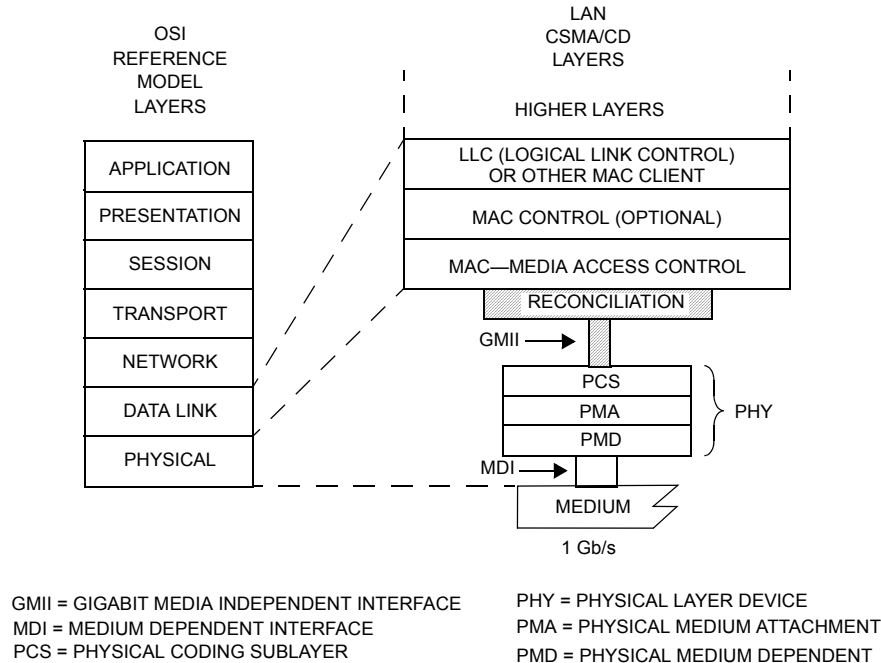 OSI
REFERENCE
MODEL
LAYERS
APPLICATION
PRESENTATION
SESSION
TRANSPORT
NETWORK
DATA LINK
PHYSICAL
LAN
CSMA/CD
LAYERS
HIGHER LAYERS
LLC (LOGICAL LINK CONTROL)
OR OTHER MAC CLIENT
MAC CONTROL (OPTIONAL)
MAC—MEDIA ACCESS CONTROL
RECONCILIATION
GMII
PCS
PMA
PMD
PHY
MDI
MEDIUM
1 Gb/s
GMII = GIGABIT MEDIA INDEPENDENT INTERFACE
MDI = MEDIUM DEPENDENT INTERFACE
PCS = PHYSICAL CODING SUBLAYER
PHY = PHYSICAL LAYER DEVICE
PMA = PHYSICAL MEDIUM ATTACHMENT
PMD = PHYSICAL MEDIUM DEPENDENT